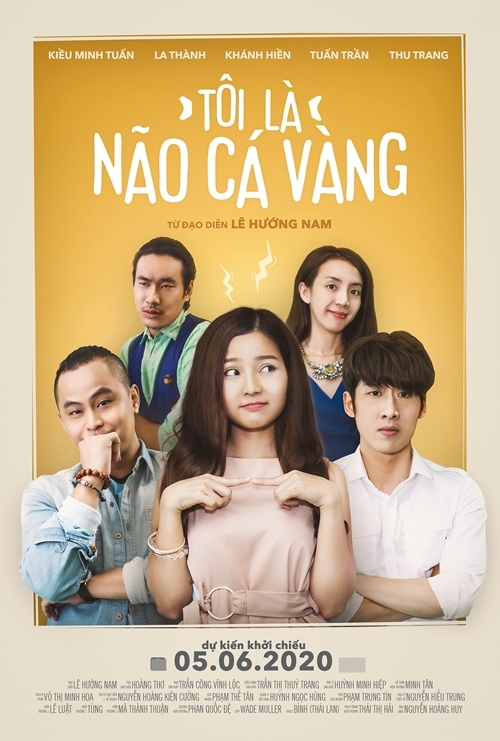 KIỀU MINH TUẤN LA THÀNH KHÁNH HIỀN TUẤN TRẦN THU TRANG
TÔI LÀ
NÃO CÁ VÀNG
TỪ ĐẠO DIỄN LÊ HƯỚNG NAM
dự kiến khởi chiếu
05.06.2020
LÊ HƯỚNG NAM HOÀNG THƠ TRẦN CÔNG VĨNH LỘC TRẦN THỊ THUỲ TRANG HUỲNH MINH HIỆP MINH TÂN
VÕ THỊ MINH HOA NGUYỄN HOÀNG KIÊN CƯỜNG PHẠM THẾ TÂN HUỲNH NGỌC HÙNG PHẠM TRUNG TÍN NGUYỄN HIẾU TRUNG
LÊ LUẬT TÙNG MÃ THÀNH THUẬN PHAN QUỐC ĐỆ WADE MULLER BÌNH (THÁI LAN) THÁI THỊ HẢI NGUYỄN HOÀNG HUY